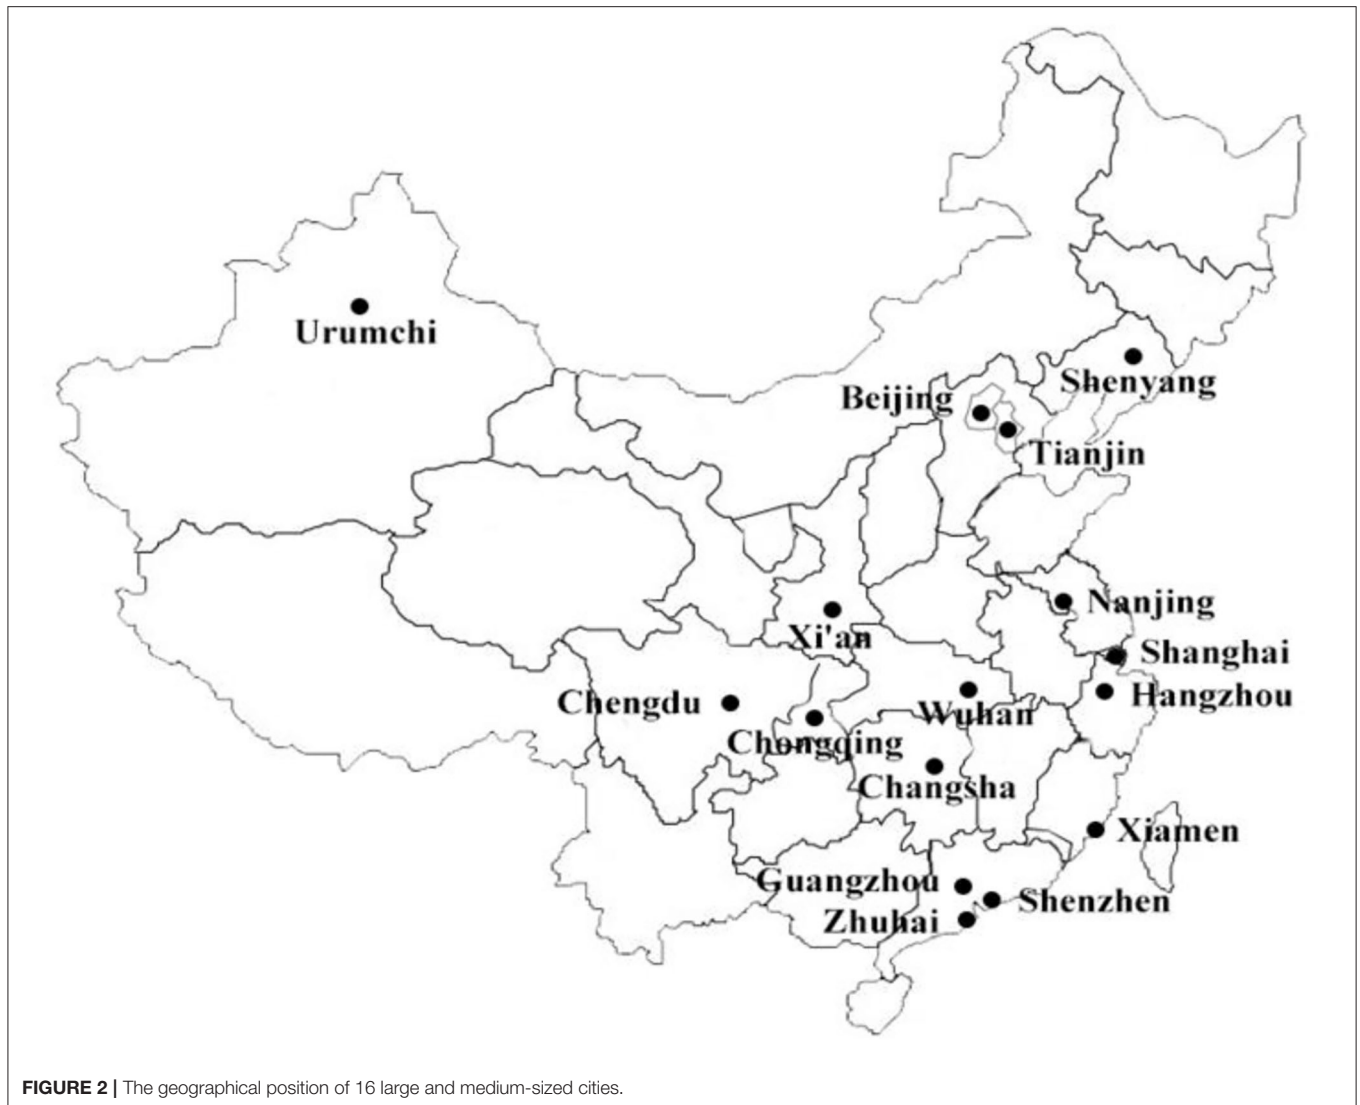 Urumchi
Shenyang
Beijing
Tianjin
Nanjing
Xi'an
Shanghai
Hangzhou
Chengdu
Wuhan
Chongqing
Changsha
Xiamen
Guangzhou
Shenzhen
Zhuhai
FIGURE 2 | The geographical position of 16 large and medium-sized cities.